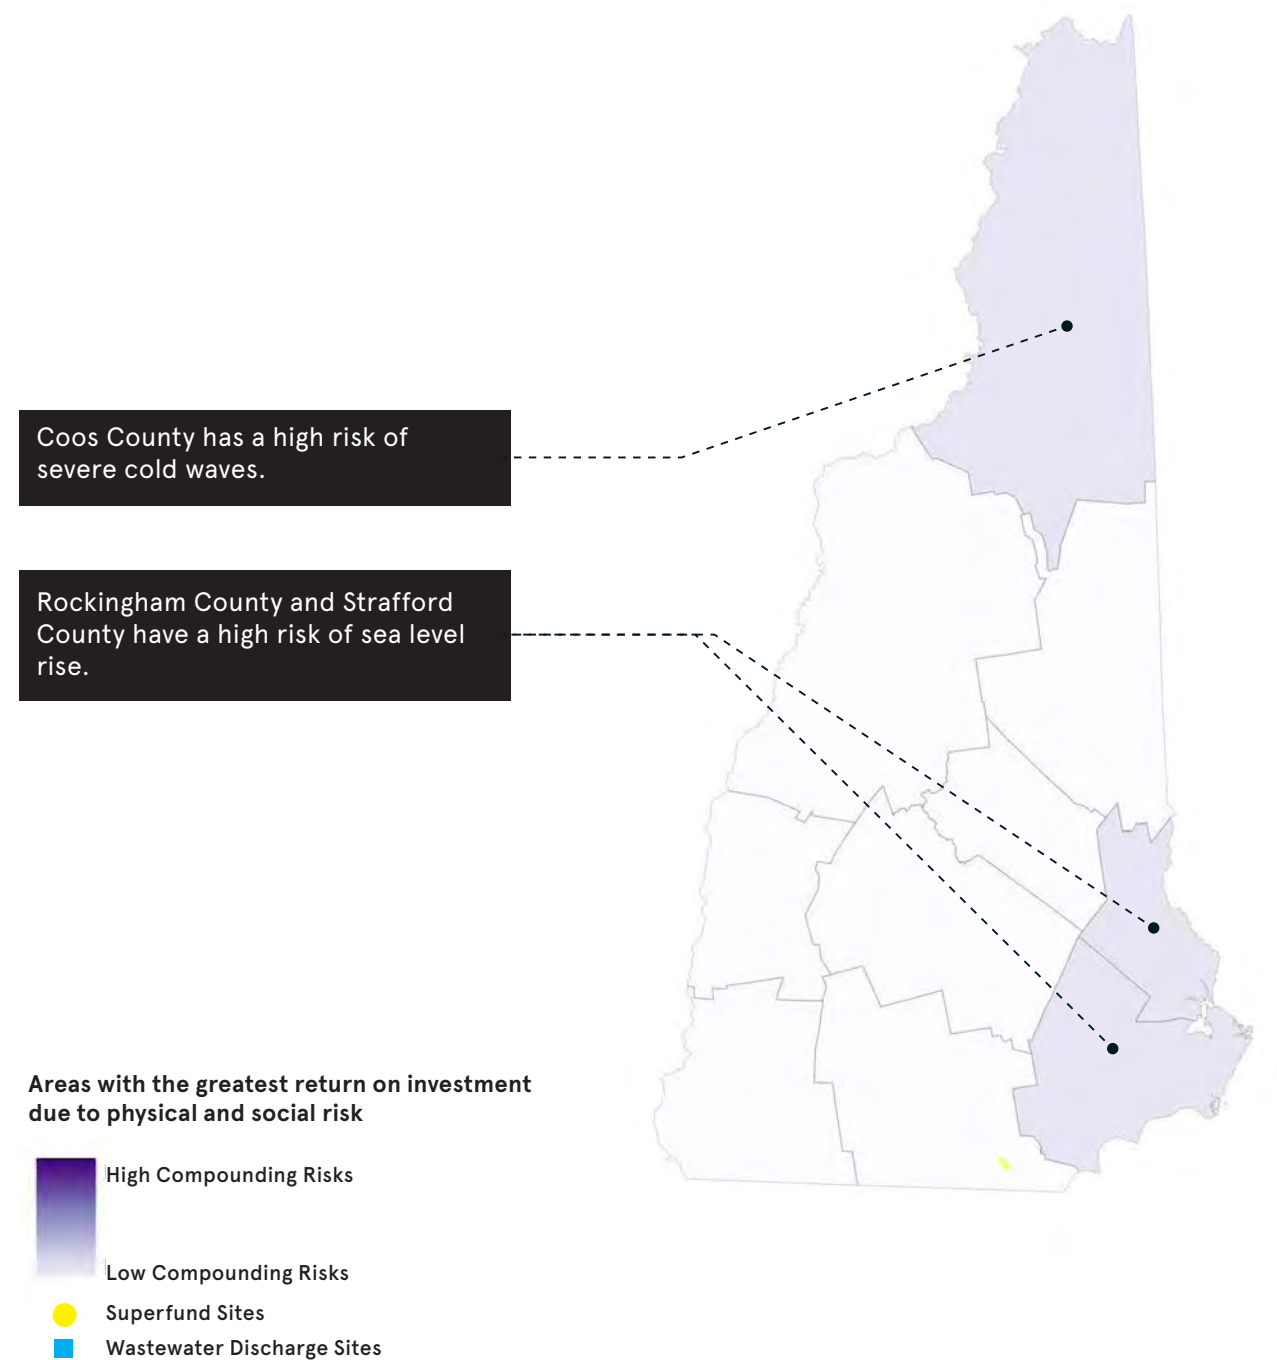 Coos County has a high risk of
severe cold waves.
Rockingham County and Strafford
County have a high risk of sea level
rise.
Areas with the greatest return on investment
due to physical and social risk
High Compounding Risks
Low Compounding Risks
Superfund Sites
Wastewater Discharge Sites